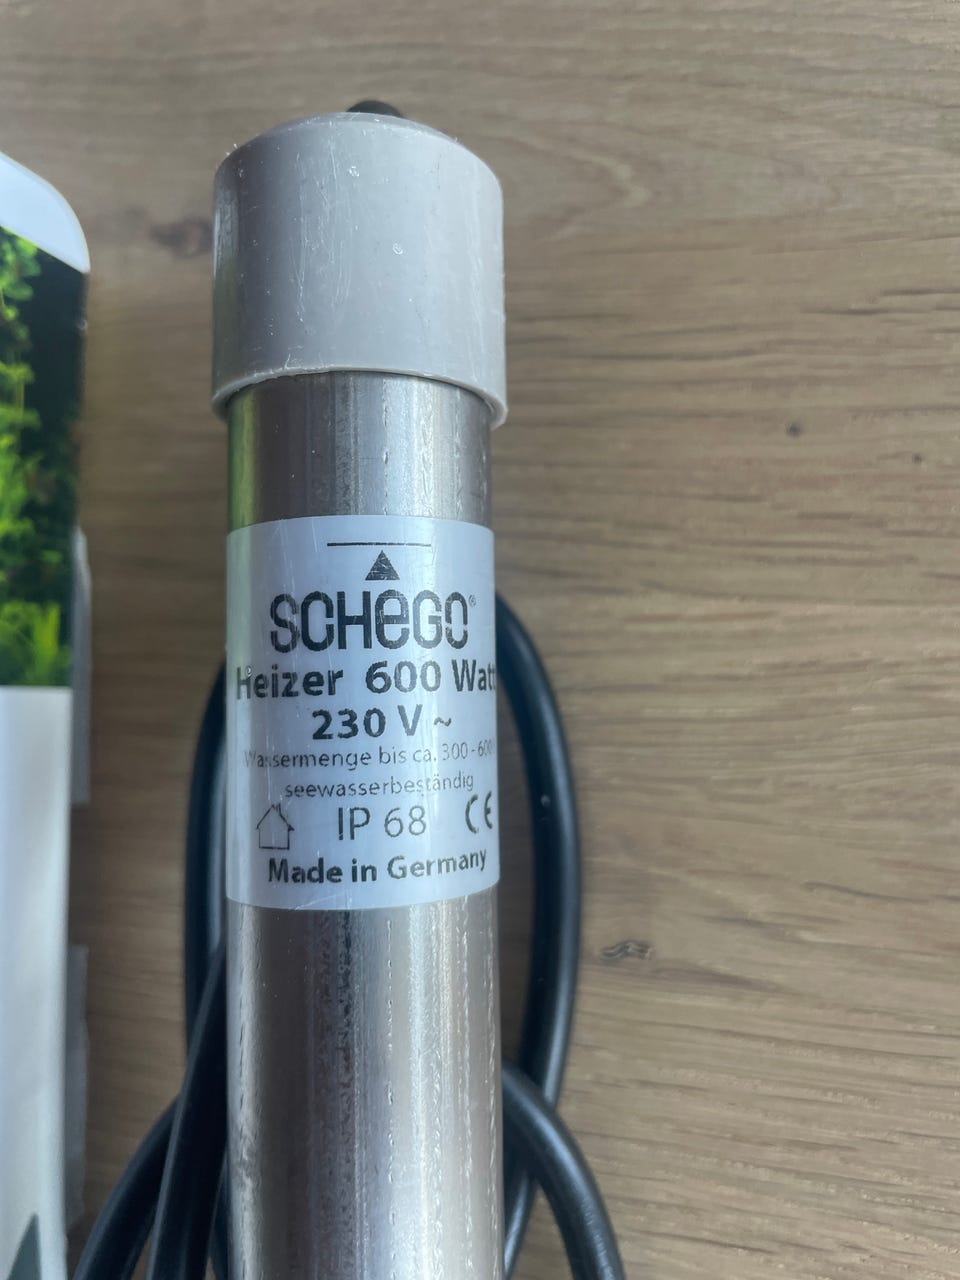 SCHEGO®
Heizer 600 Watt
230 V ~
Wassermenge bis ca. 300 - 600
seewasserbeständig
IP 68 CE
Made in Germany